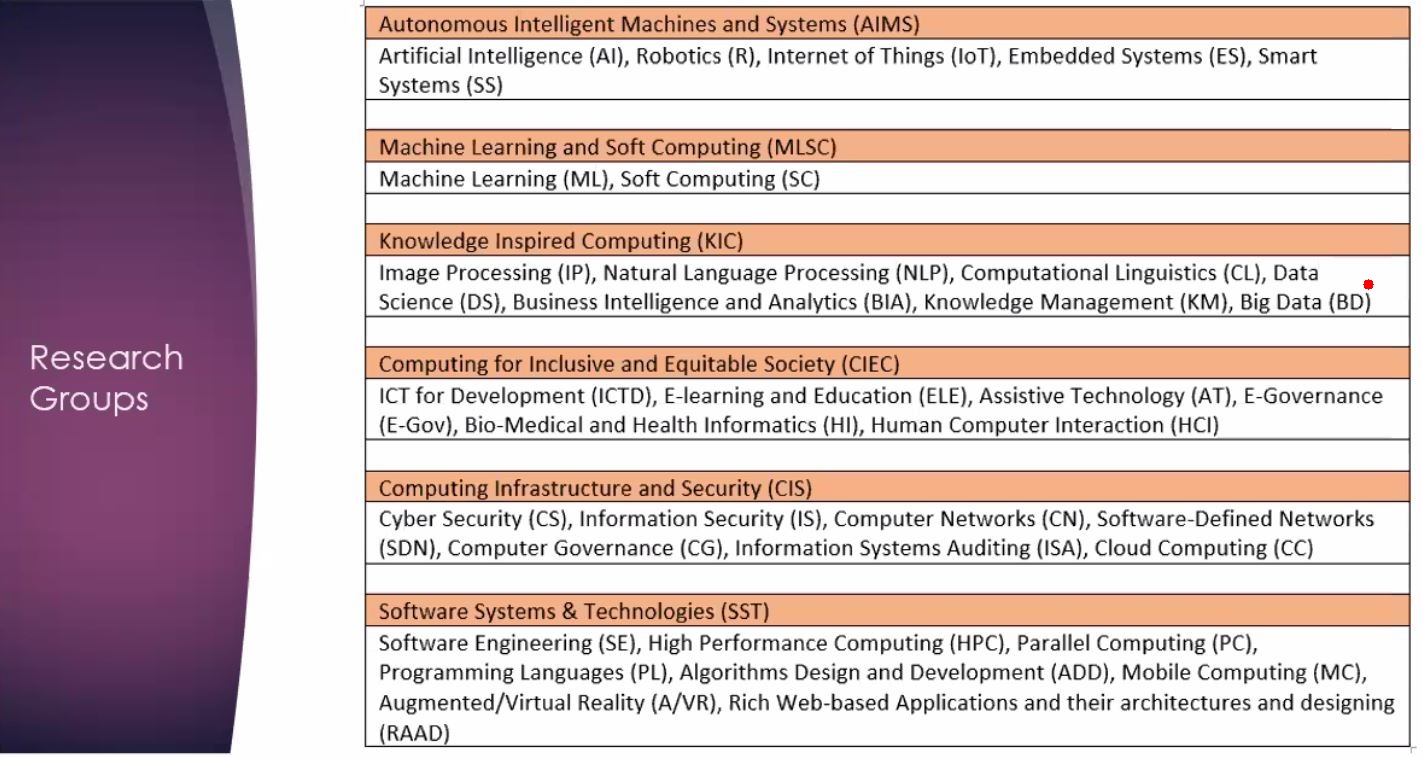 Research
Groups
Autonomous Intelligent Machines and Systems (AIMS)
Artificial Intelligence (AI), Robotics (R), Internet of Things (IoT), Embedded Systems (ES), Smart
Systems (SS)
Machine Learning and Soft Computing (MLSC)
Machine Learning (ML), Soft Computing (SC)
Knowledge Inspired Computing (KIC)
Image Processing (IP), Natural Language Processing (NLP), Computational Linguistics (CL), Data
Science (DS), Business Intelligence and Analytics (BIA), Knowledge Management (KM), Big Data (BD)
Computing for Inclusive and Equitable Society (CIEC)
ICT for Development (ICTD), E-learning and Education (ELE), Assistive Technology (AT), E-Governance
(E-Gov), Bio-Medical and Health Informatics (HI), Human Computer Interaction (HCI)
Computing Infrastructure and Security (CIS)
Cyber Security (CS), Information Security (IS), Computer Networks (CN), Software-Defined Networks
(SDN), Computer Governance (CG), Information Systems Auditing (ISA), Cloud Computing (CC)
Software Systems & Technologies (SST)
Software Engineering (SE), High Performance Computing (HPC), Parallel Computing (PC),
Programming Languages (PL), Algorithms Design and Development (ADD), Mobile Computing (MC),
Augmented/Virtual Reality (A/VR), Rich Web-based Applications and their architectures and designing
(RAAD)